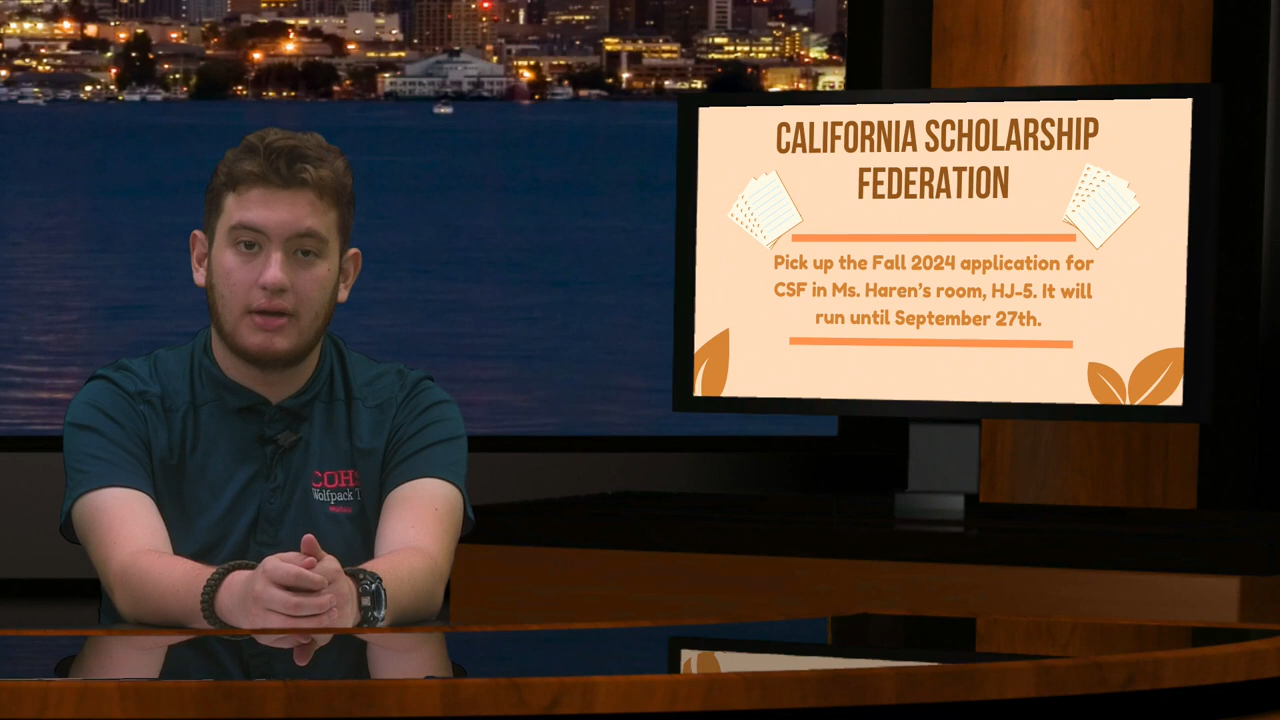 CALIFORNIA SCHOLARSHIP
FEDERATION
Pick up the Fall 2024 application for
CSF in Ms. Haren's room, HJ-5. It will
run until September 27th.
COHS
Wolfpack